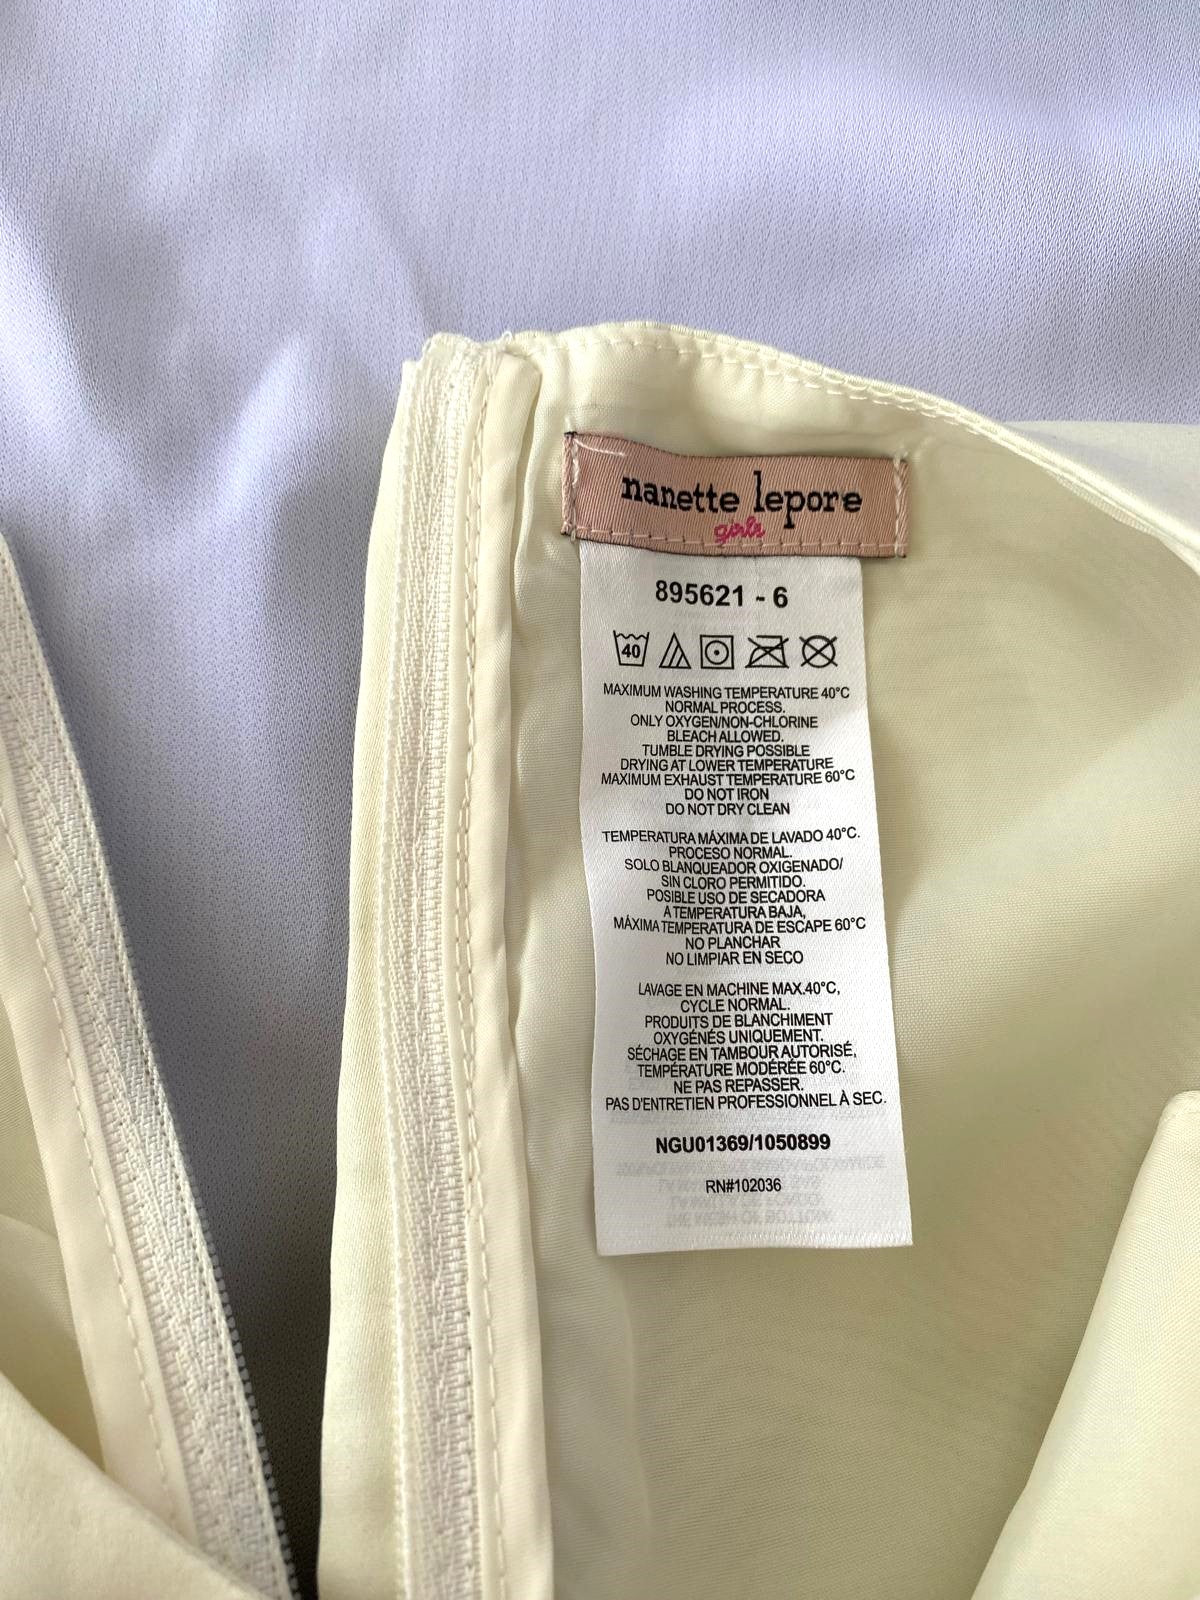 nanette lepore
girls
895621 - 6
40
MAXIMUM WASHING TEMPERATURE 40°C
NORMAL PROCESS.
ONLY OXYGEN/NON-CHLORINE
BLEACH ALLOWED.
TUMBLE DRYING POSSIBLE
DRYING AT LOWER TEMPERATURE
MAXIMUM EXHAUST TEMPERATURE 60°C
DO NOT IRON
DO NOT DRY CLEAN
TEMPERATURA MÁXIMA DE LAVADO 40°C.
PROCESO NORMAL.
SOLO BLANQUEADOR OXIGENADO/
SIN CLORO PERMITIDO.
POSIBLE USO DE SECADORA
A TEMPERATURA BAJA,
MÁXIMA TEMPERATURA DE ESCAPE 60°C
NO PLANCHAR
NO LIMPIAR EN SECO
LAVAGE EN MACHINE MAX.40°C,
CYCLE NORMAL.
PRODUITS DE BLANCHIMENT
OXYGÉNÉS UNIQUEMENT.
SÉCHAGE EN TAMBOUR AUTORISÉ,
TEMPÉRATURE MODÉRÉE 60°C.
NE PAS REPASSER.
PAS D'ENTRETIEN PROFESSIONNEL À SEC.
NGU01369/1050899
RN#102036